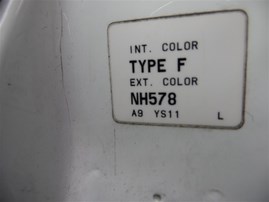 INT. COLOR
TYPE F
EXT. COLOR
NH578
A9 YS11 L